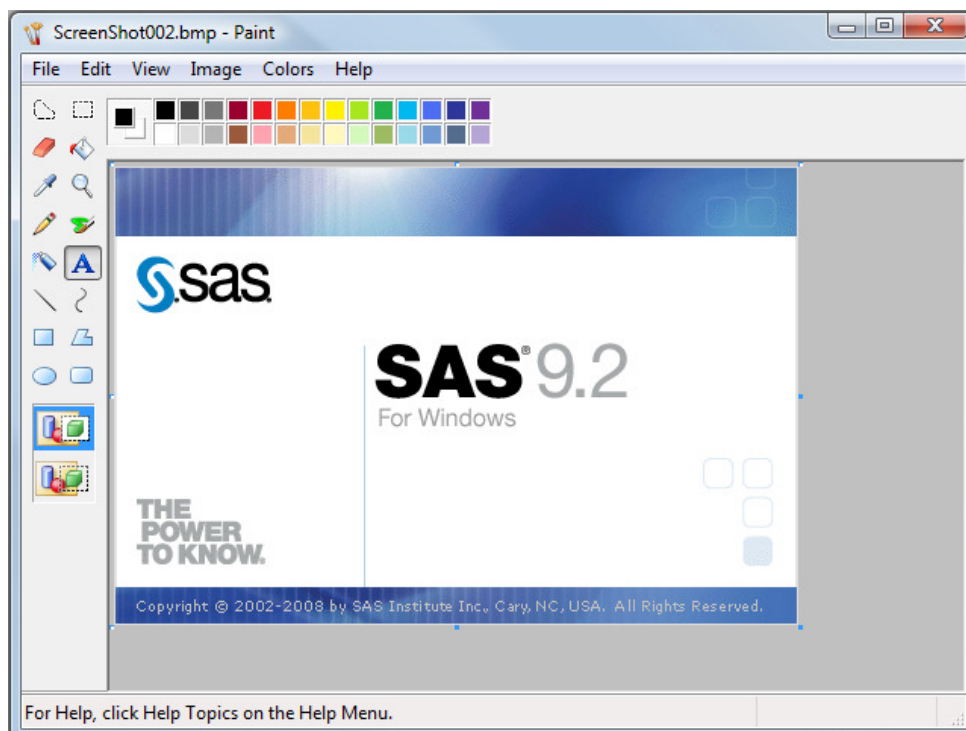 ScreenShot002.bmp - Paint
File Edit View Image Colors Help
A
S.sas.
SAS® 9.2
For Windows
THE
POWER
TO KNOW.
Copyright © 2002-2008 by SAS Institute Inc., Cary, NC, USA. All Rights Reserved.
For Help, click Help Topics on the Help Menu.